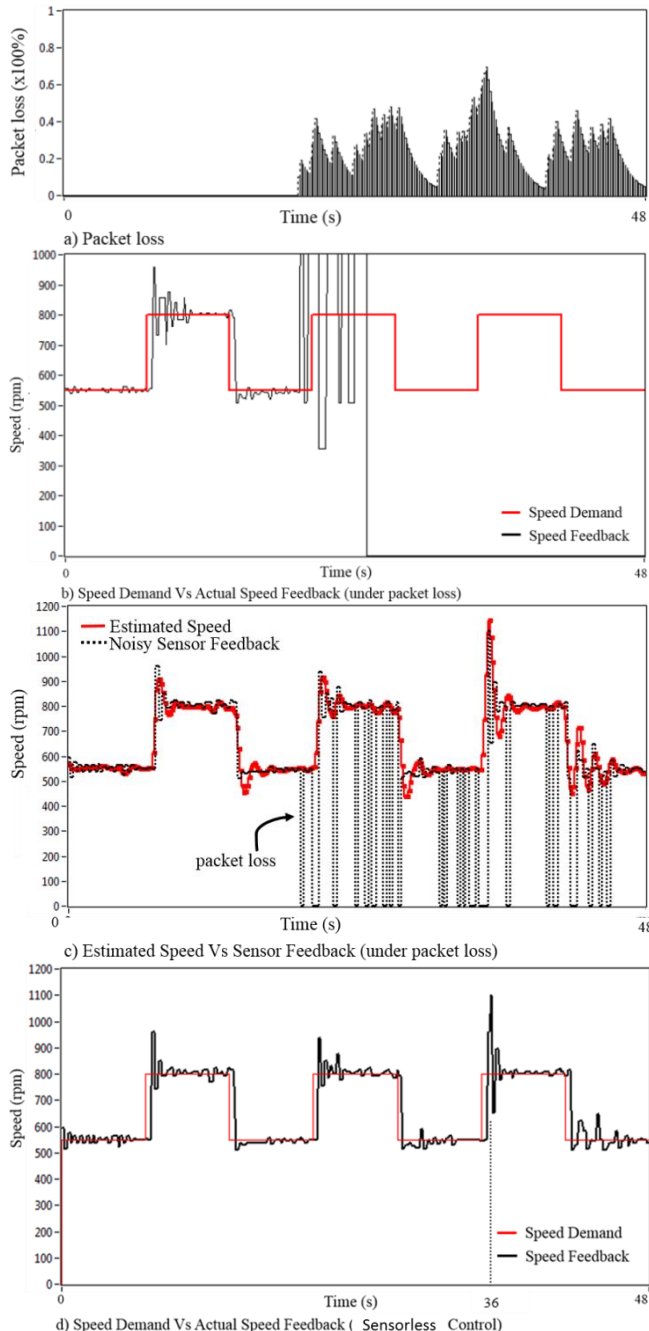 Packet loss (x100%)
1
0.8
0.6
0.4
0.2
0
0
Time (s)
48
a) Packet loss
Speed (rpm)
1000
900
800
700
600
500
400
300
200
100
0
Speed Demand
Speed Feedback
0
Time (s)
48
b) Speed Demand Vs Actual Speed Feedback (under packet loss)
Speed (rpm)
1200
1100
1000
900
800
700
600
500
400
300
200
100
0
Estimated Speed
Noisy Sensor Feedback
packet loss
0
Time (s)
48
c) Estimated Speed Vs Sensor Feedback (under packet loss)
Speed (rpm)
1200
1100
1000
900
800
700
600
500
400
300
200
100
0
Speed Demand
Speed Feedback
0
Time (s)
36
48
d) Speed Demand Vs Actual Speed Feedback ( Sensorless Control)